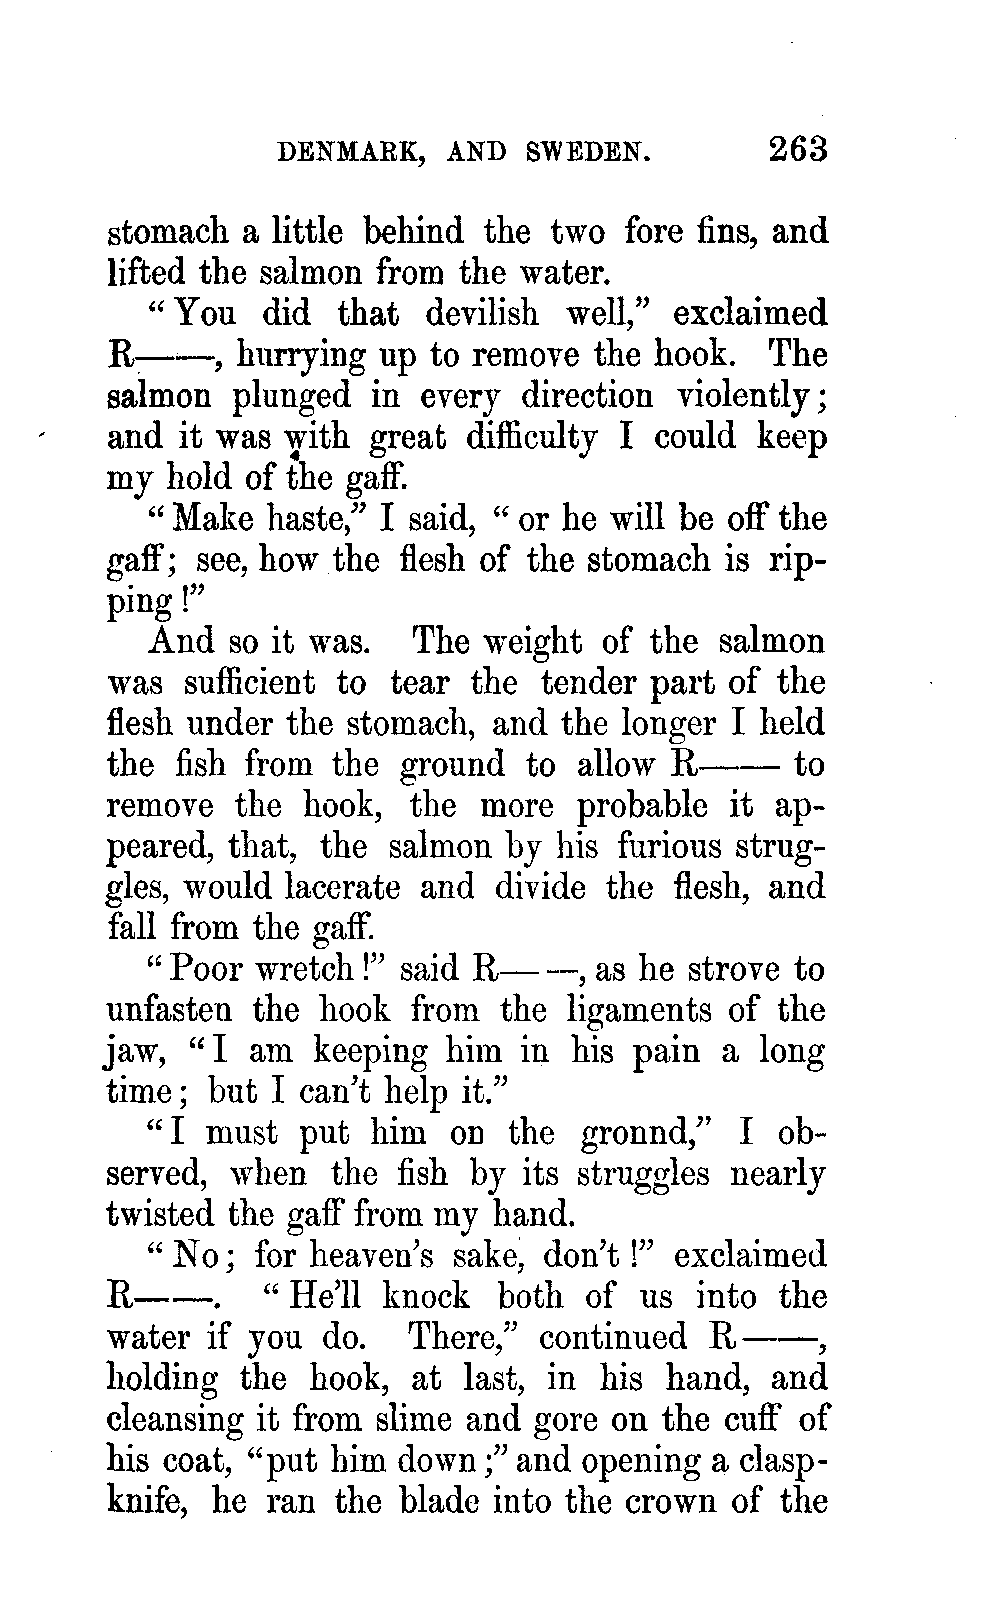 DENMARK, AND SWEDEN. 263
stomach a little behind the two fore fins, and
lifted the salmon from the water.
“ You did that devilish well,” exclaimed
R——, hurrying up to remove the hook. The
salmon plunged in every direction violently;
and it was with great difficulty I could keep
my hold of the gaff.
“ Make haste,” I said, “ or he will be off the
gaff; see, how the flesh of the stomach is rip-
ping !”
And so it was. The weight of the salmon
was sufficient to tear the tender part of the
flesh under the stomach, and the longer I held
the fish from the ground to allow R—— to
remove the hook, the more probable it ap-
peared, that, the salmon by his furious strug-
gles, would lacerate and divide the flesh, and
fall from the gaff.
“ Poor wretch !” said R— —, as he strove to
unfasten the hook from the ligaments of the
jaw, “ I am keeping him in his pain a long
time; but I can’t help it.”
“ I must put him on the gronnd,” I ob-
served, when the fish by its struggles nearly
twisted the gaff from my hand.
“ No; for heaven’s sake, don’t !” exclaimed
R——. “ He’ll knock both of us into the
water if you do. There,” continued R——,
holding the hook, at last, in his hand, and
cleansing it from slime and gore on the cuff of
his coat, “put him down ;” and opening a clasp-
knife, he ran the blade into the crown of the